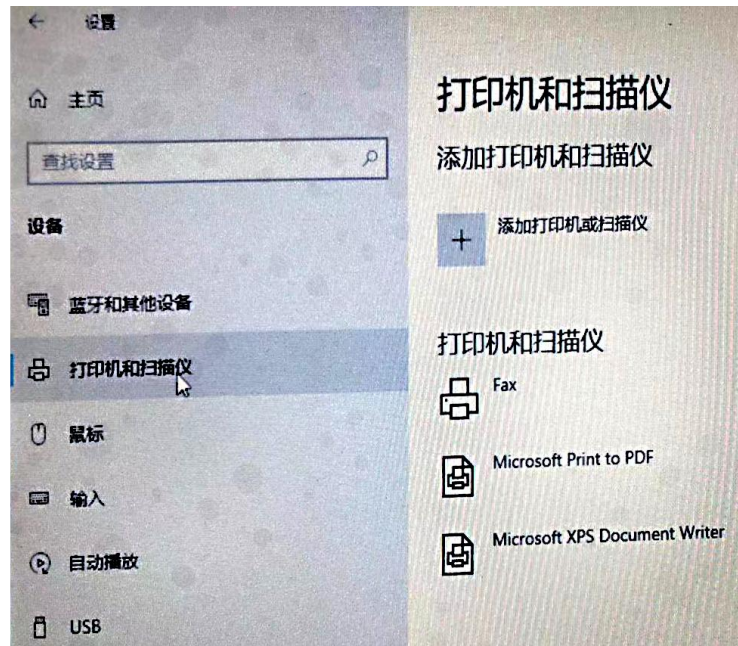 设置
主页
查找设置
设备
蓝牙和其他设备
打印机和扫描仪
鼠标
输入
自动播放
USB
打印机和扫描仪
添加打印机和扫描仪
添加打印机或扫描仪
打印机和扫描仪
Fax
Microsoft Print to PDF
Microsoft XPS Document Writer